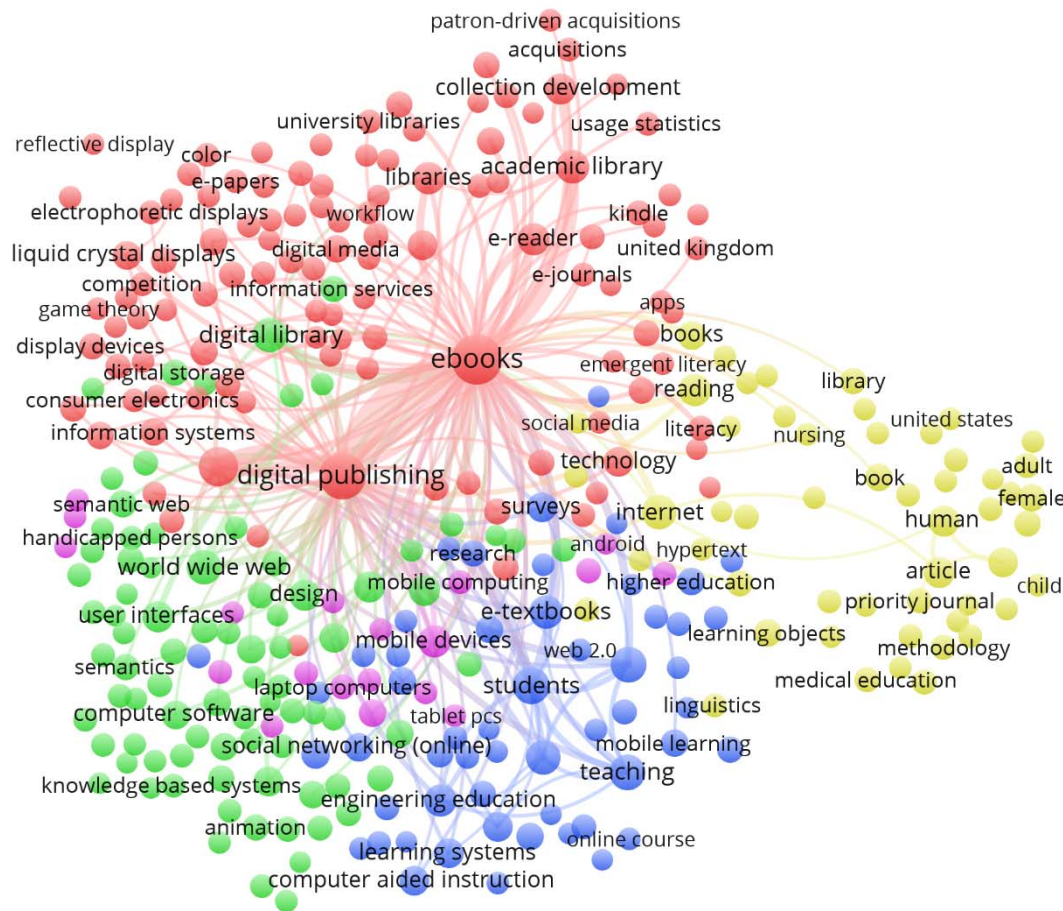 patron-driven acquisitions
acquisitions
collection development
university libraries
usage statistics
reflective display
color
academic library
e-papers
libraries
electrophoretic displays
workflow
kindle
e-reader
liquid crystal displays
digital media
united kingdom
e-journals
competition
information services
game theory
apps
digital library
books
display devices
ebooks
emergent literacy
digital storage
reading
library
consumer electronics
social media
literacy
united states
nursing
information systems
technology
adult
digital publishing
book
female
semantic web
surveys
internet
human
handicapped persons
research
android
hypertext
world wide web
mobile computing
higher education
article
child
design
priority journal
user interfaces
e-textbooks
mobile devices
learning objects
methodology
web 2.0
semantics
medical education
laptop computers
students
linguistics
computer software
tablet pcs
social networking (online)
mobile learning
teaching
knowledge based systems
engineering education
animation
online course
learning systems
computer aided instruction